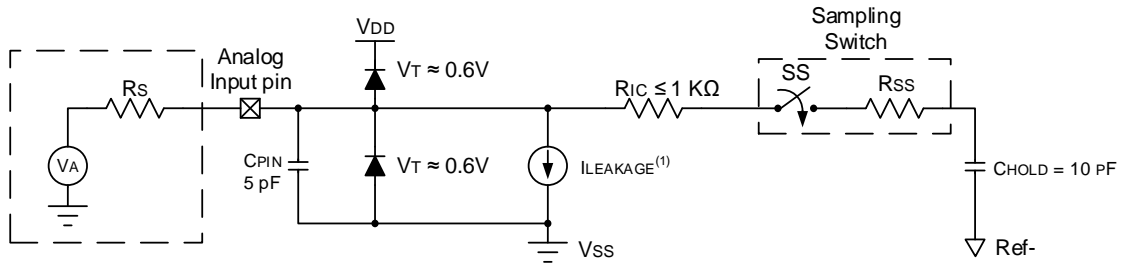 Sampling
Switch
VDD
Analog
Input pin
VT ≈ 0.6V
SS
RSS
RS
RIC ≤ 1 KΩ
VA
CPIN
5 pF
VT ≈ 0.6V
ILEAKAGE(1)
CHOLD = 10 PF
VSS
Ref-